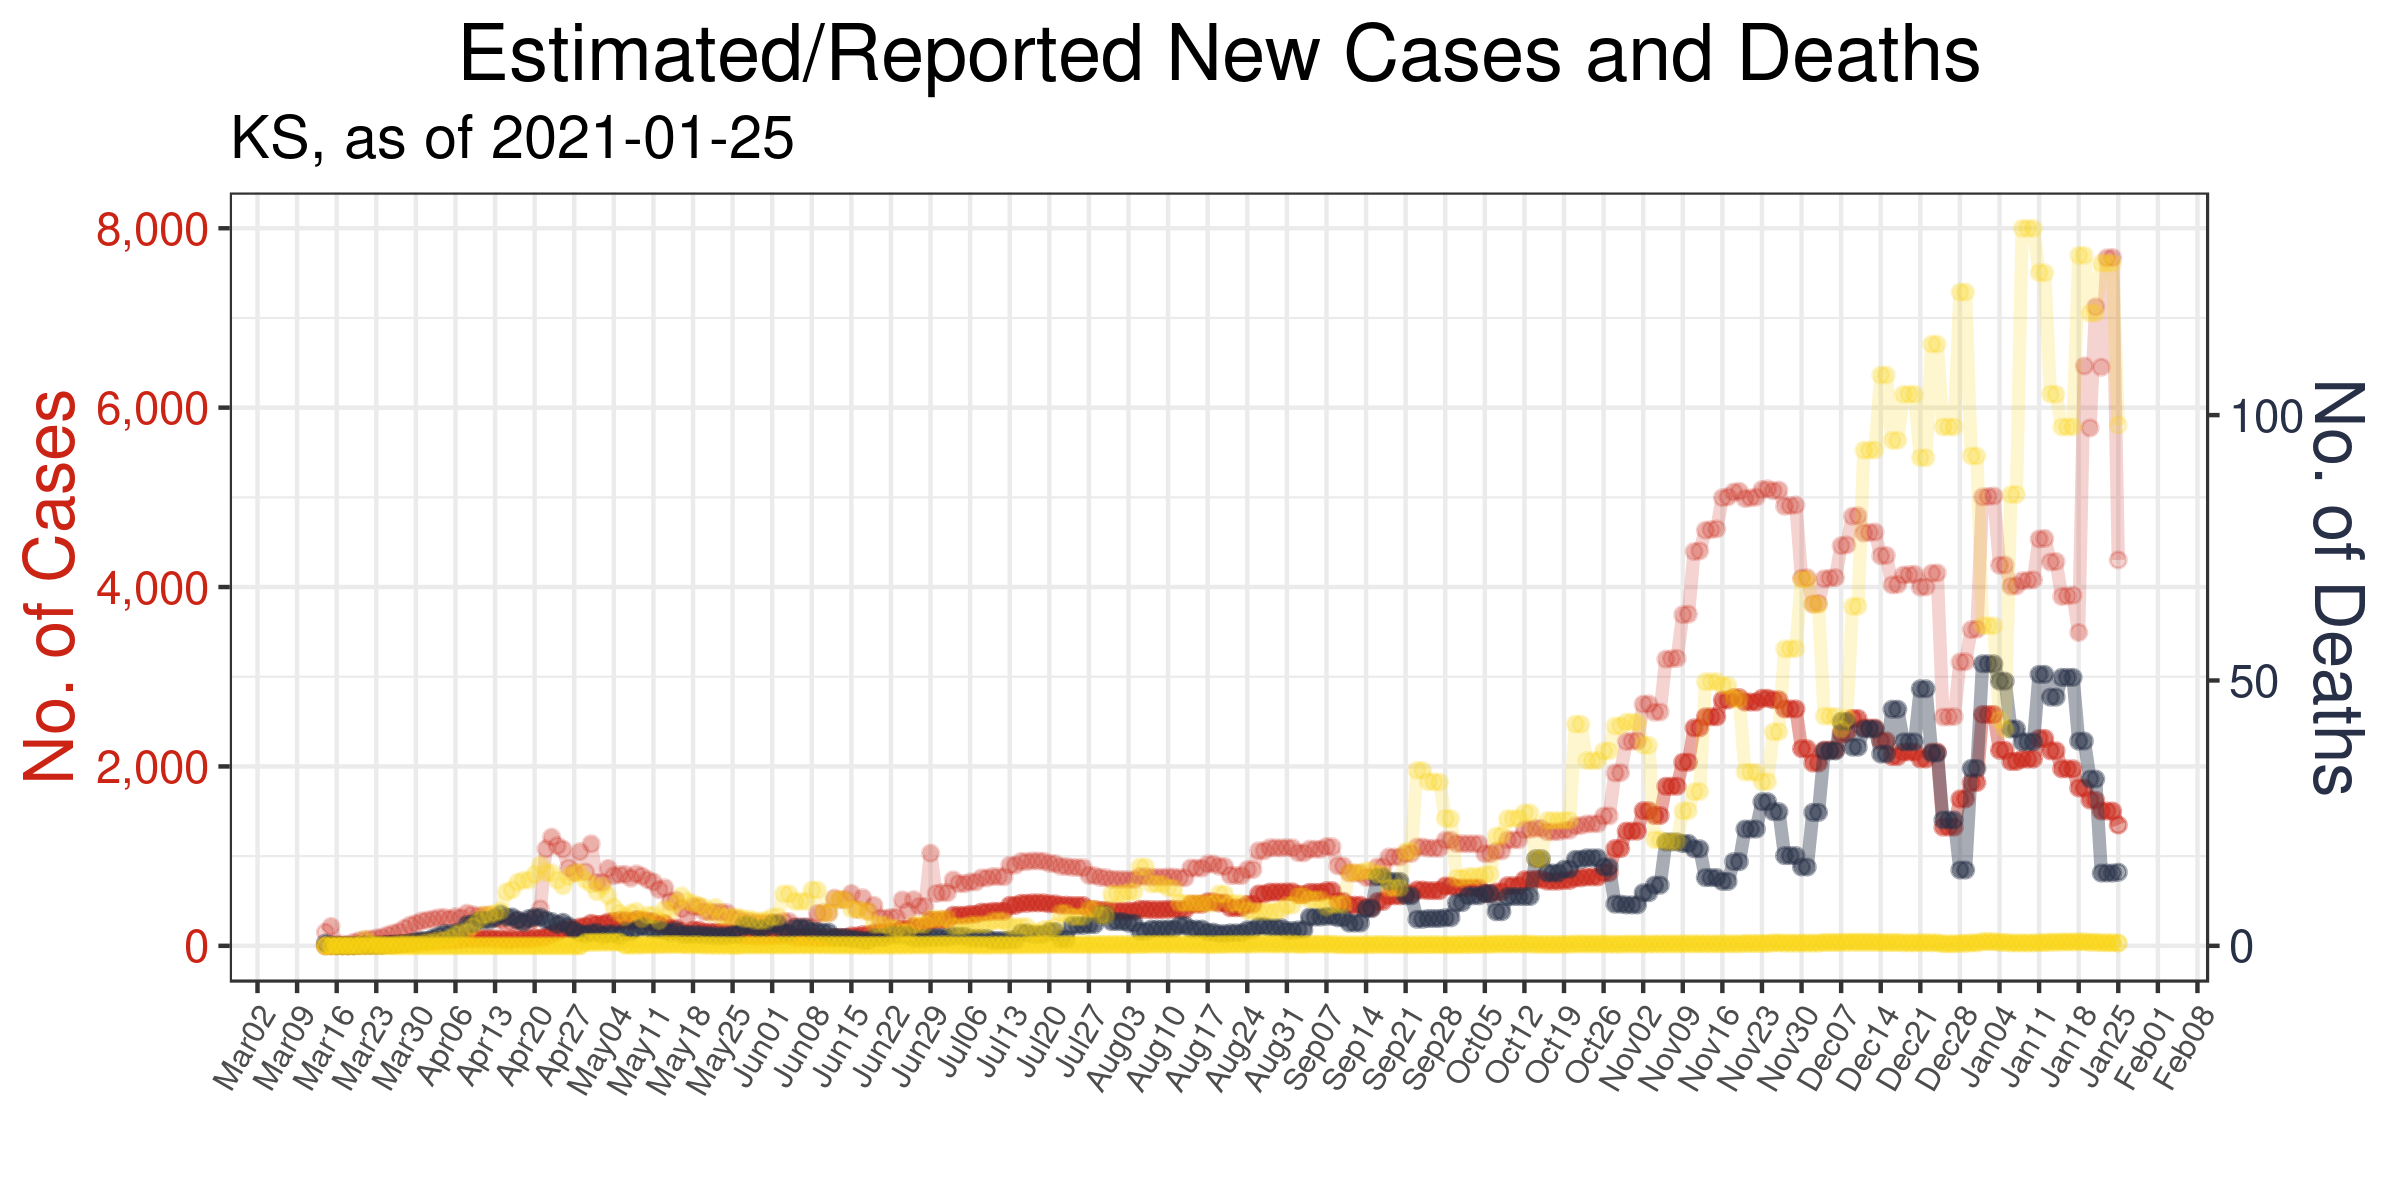 Estimated/Reported New Cases and Deaths
KS, as of 2021-01-25
No. of Cases
8,000
6,000
4,000
2,000
0
100
50
0
No. of Deaths
Mar02
Mar09
Mar16
Mar23
Mar30
Apr06
Apr13
Apr20
Apr27
May04
May11
May18
May25
Jun01
Jun08
Jun15
Jun22
Jun29
Jul06
Jul13
Jul20
Jul27
Aug03
Aug10
Aug17
Aug24
Aug31
Sep07
Sep14
Sep21
Sep28
Oct05
Oct12
Oct19
Oct26
Nov02
Nov09
Nov16
Nov23
Nov30
Dec07
Dec14
Dec21
Dec28
Jan04
Jan11
Jan18
Jan25
Feb01
Feb08